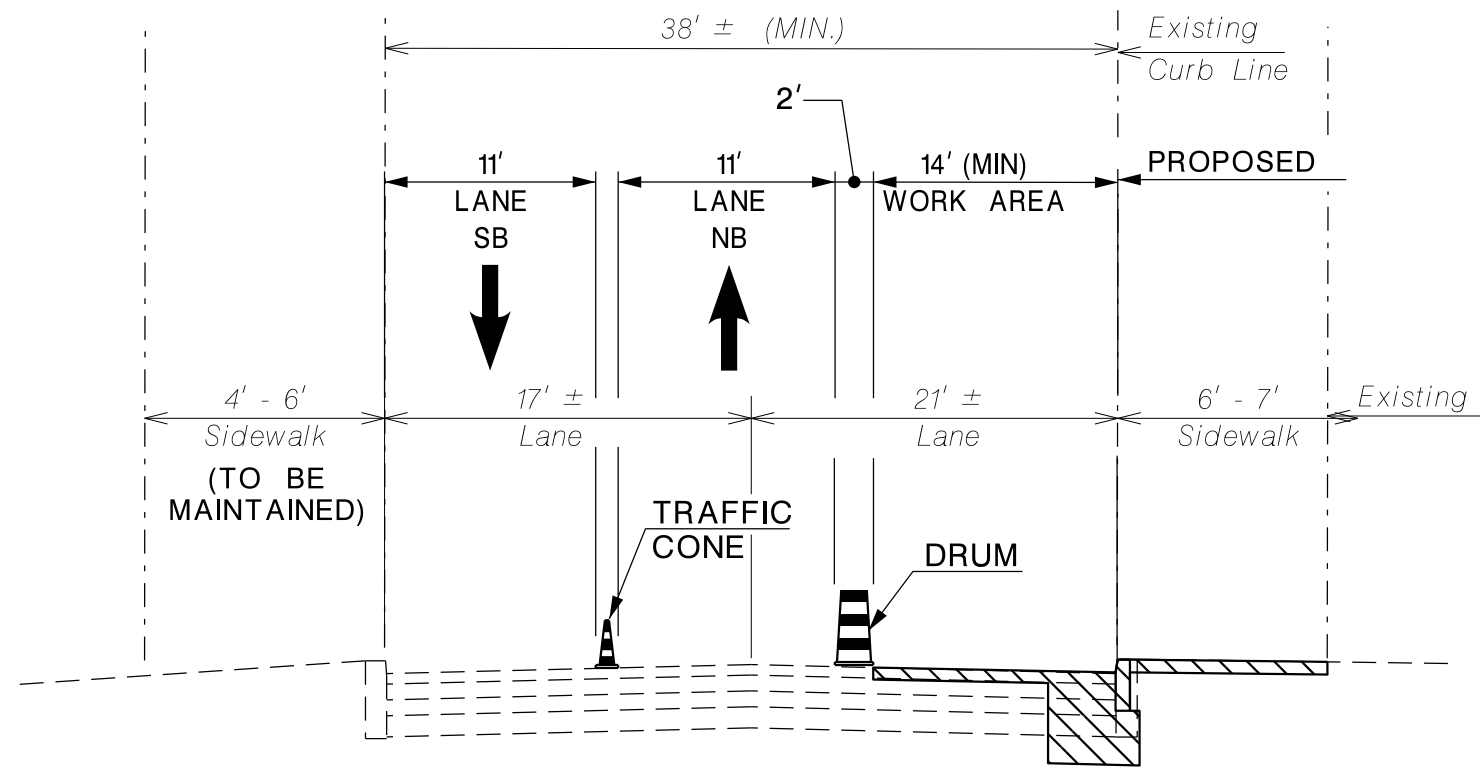 38' ± (MIN.)
Existing
Curb Line
2'
11'
LANE
SB
11'
LANE
NB
14' (MIN)
WORK AREA
PROPOSED
4' - 6'
Sidewalk
(TO BE
MAINTAINED)
17' ±
Lane
21' ±
Lane
6' - 7'
Sidewalk
Existing
TRAFFIC
CONE
DRUM